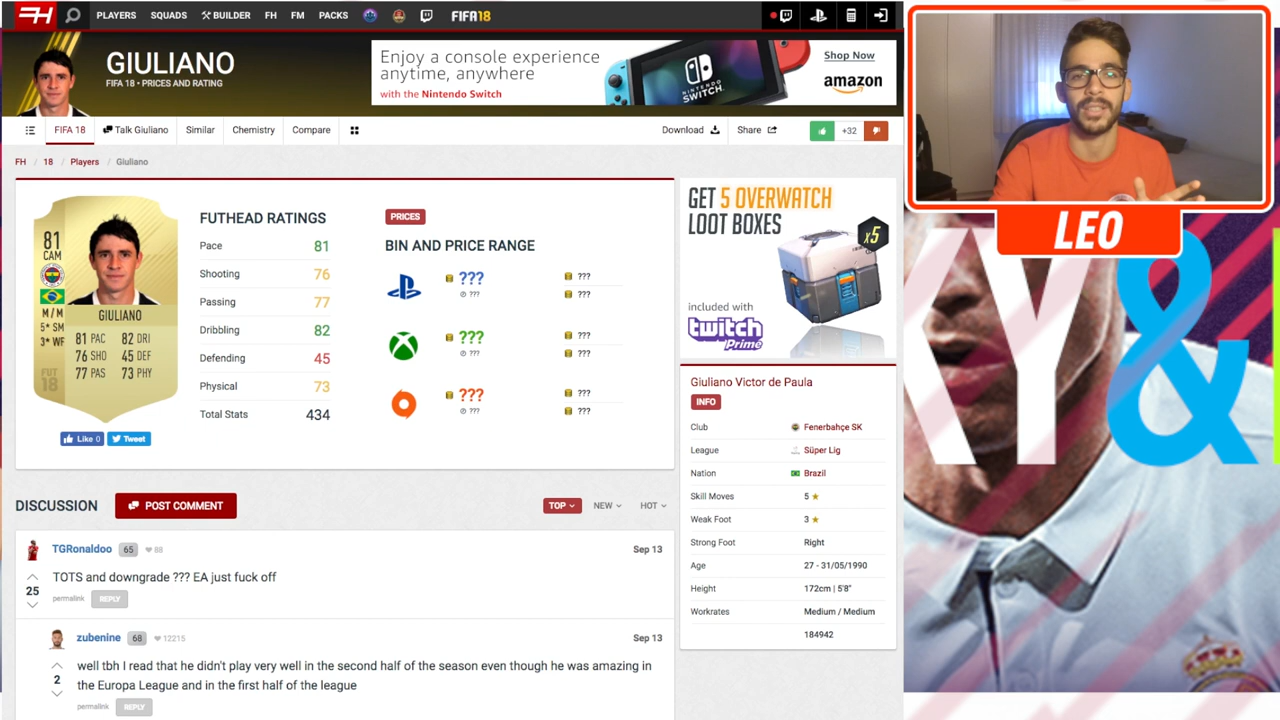 FH PLAYERS SQUADS BUILDER FH FM PACKS FIFA18
GIULIANO
FIFA 18 • PRICES AND RATING
Enjoy a console experience
anytime, anywhere
with the Nintendo Switch
NINTENDO
SWITCH
Shop Now
amazon
FIFA 18 Talk Giuliano Similar Chemistry Compare Download Share +32
FH / 18 / Players / Giuliano
81
CAM
M / M
5* SM
3* WF
FUT
18
GIULIANO
81 PAC 82 DRI
76 SHO 45 DEF
77 PAS 73 PHY
Like 0 Tweet
FUTHEAD RATINGS
Pace 81
Shooting 76
Passing 77
Dribbling 82
Defending 45
Physical 73
Total Stats 434
PRICES
BIN AND PRICE RANGE
??? ???
??? ???
??? ???
??? ???
??? ???
??? ???
GET 5 OVERWATCH
LOOT BOXES
x5
included with
twitch
prime
Giuliano Victor de Paula
INFO
Club Fenerbahçe SK
League Süper Lig
Nation Brazil
Skill Moves 5
Weak Foot 3
Strong Foot Right
Age 27 - 31/05/1990
Height 172cm | 5'8"
Workrates Medium / Medium
184942
DISCUSSION POST COMMENT TOP NEW HOT
TGRonaldoo 65 88 Sep 13
TOTS and downgrade ??? EA just fuck off
25
permalink REPLY
zubenine 68 12215 Sep 13
well tbh I read that he didn't play very well in the second half of the season even though he was amazing in
the Europa League and in the first half of the league
2
permalink REPLY
LEO
Y &